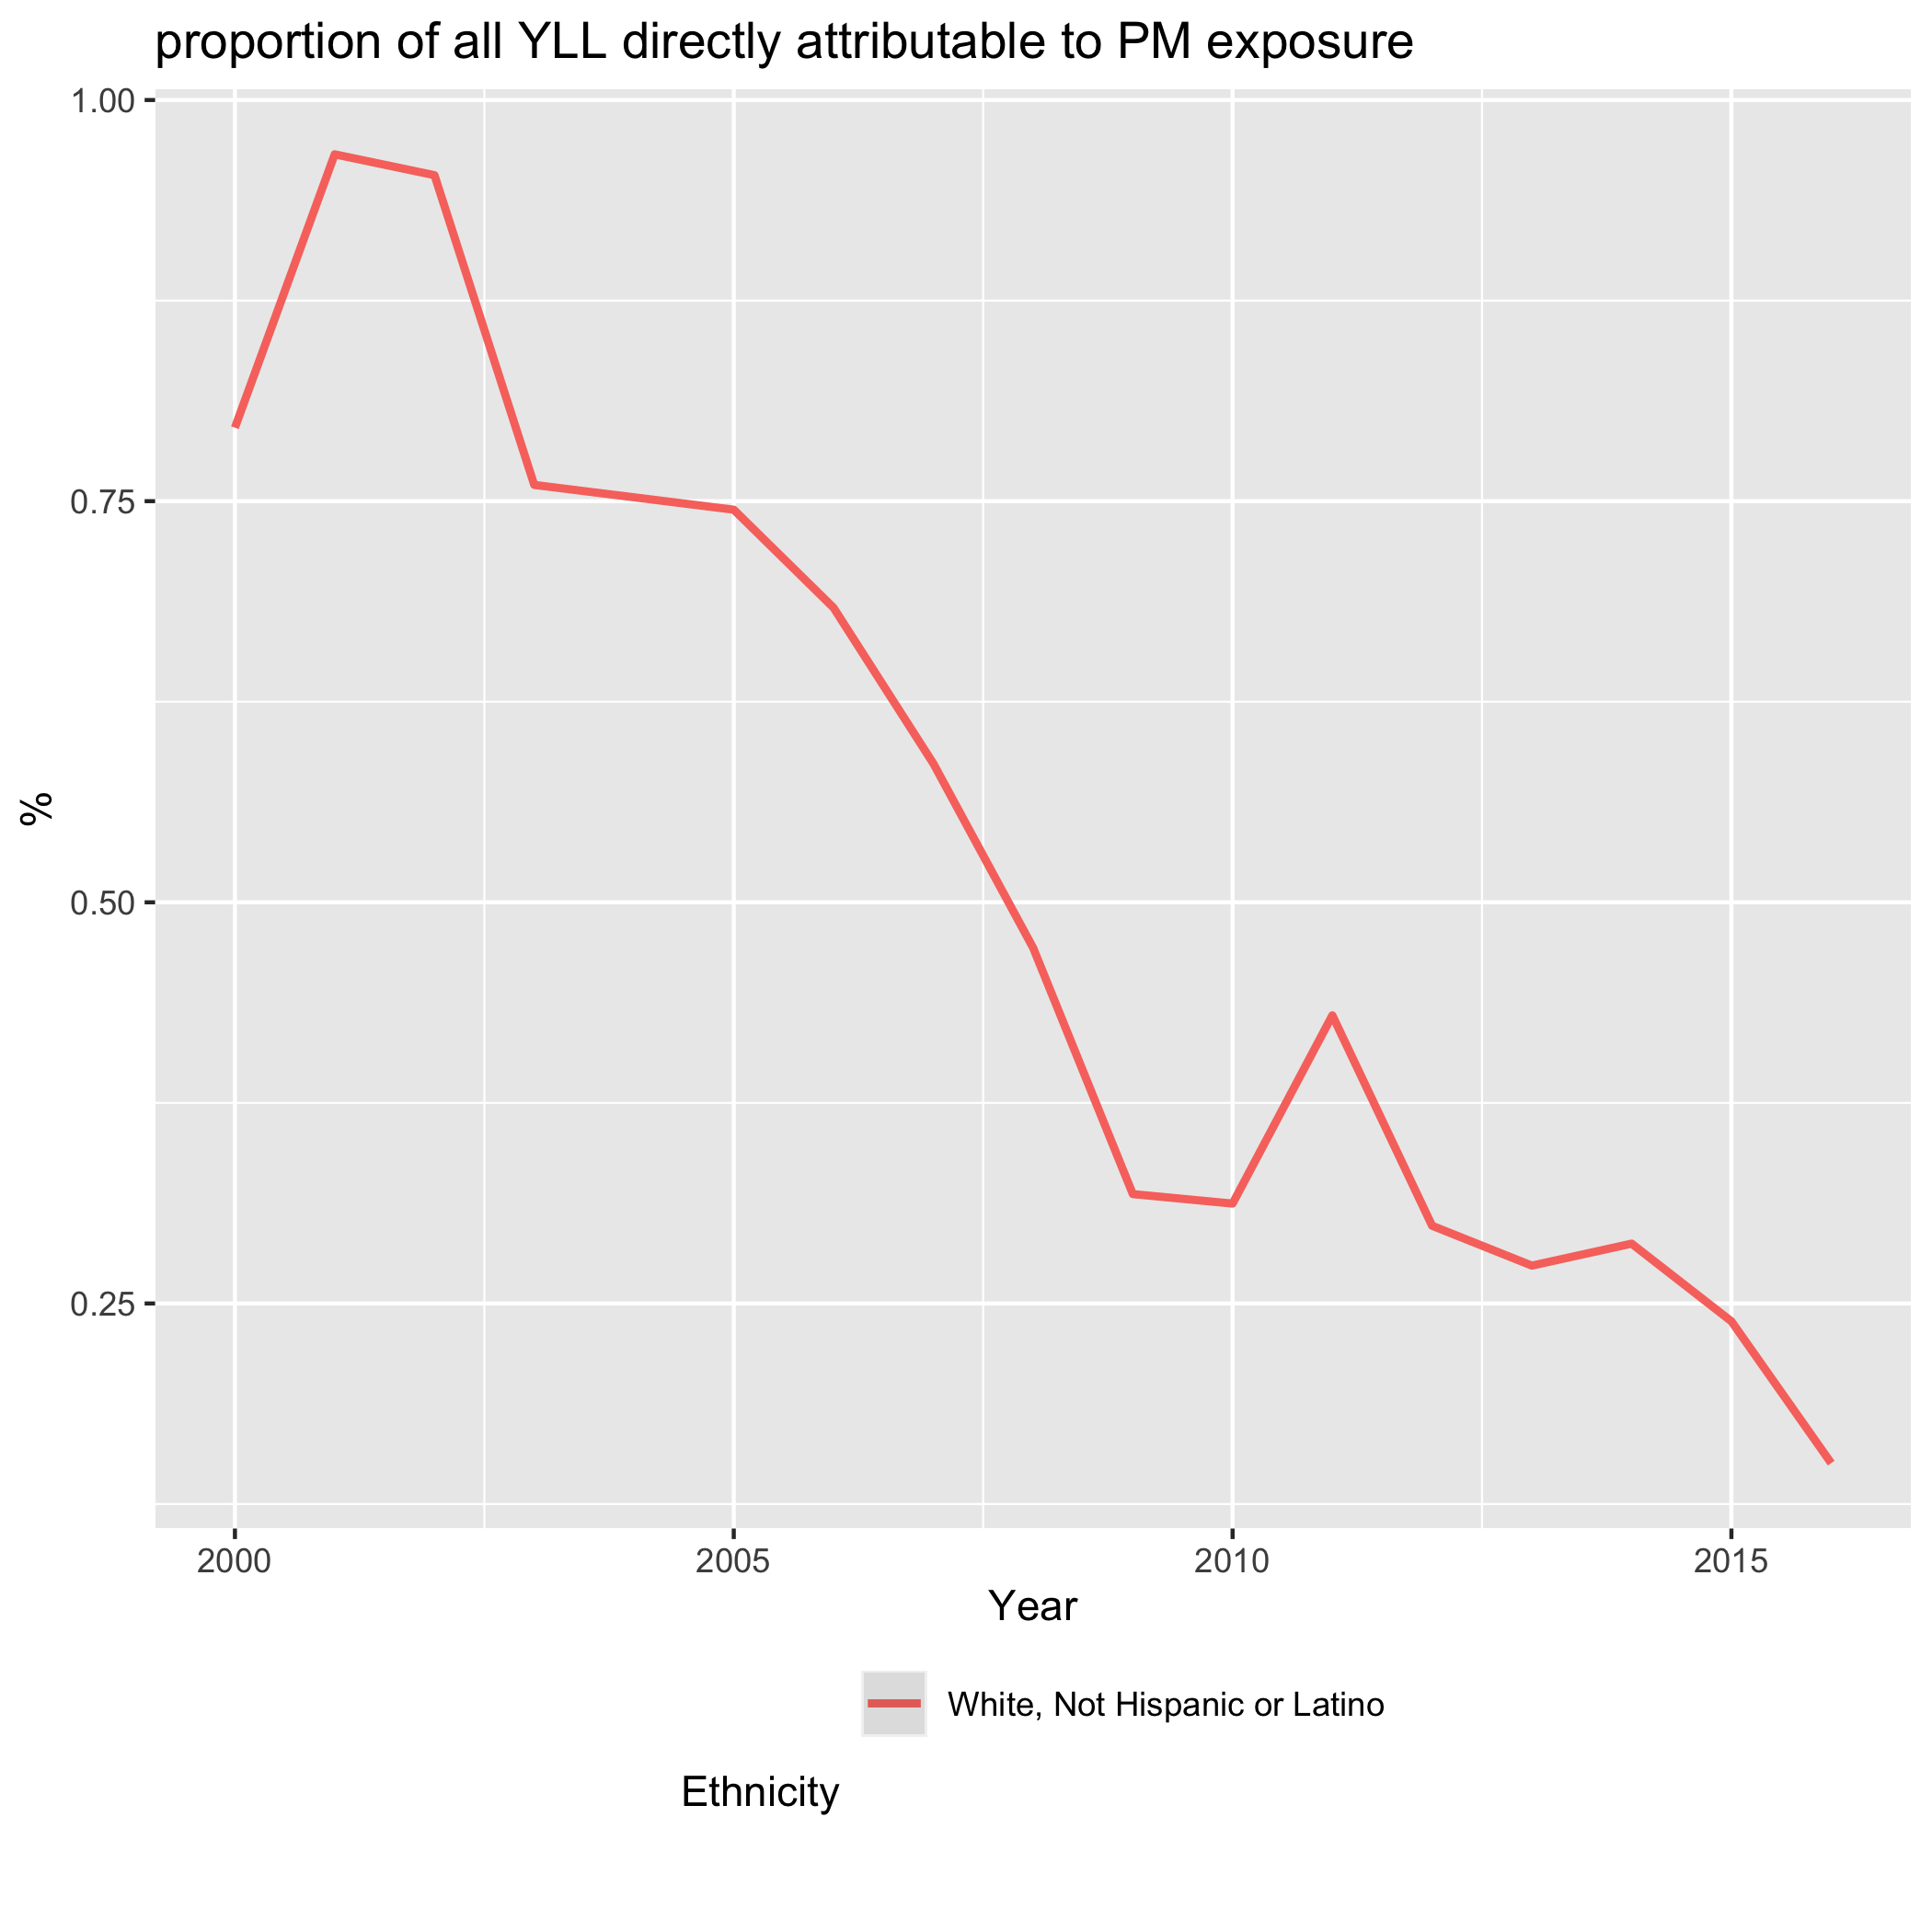 proportion of all YLL directly attributable to PM exposure
1.00
0.75
0.50
0.25
%
2000 2005 2010 2015
Year
White, Not Hispanic or Latino
Ethnicity